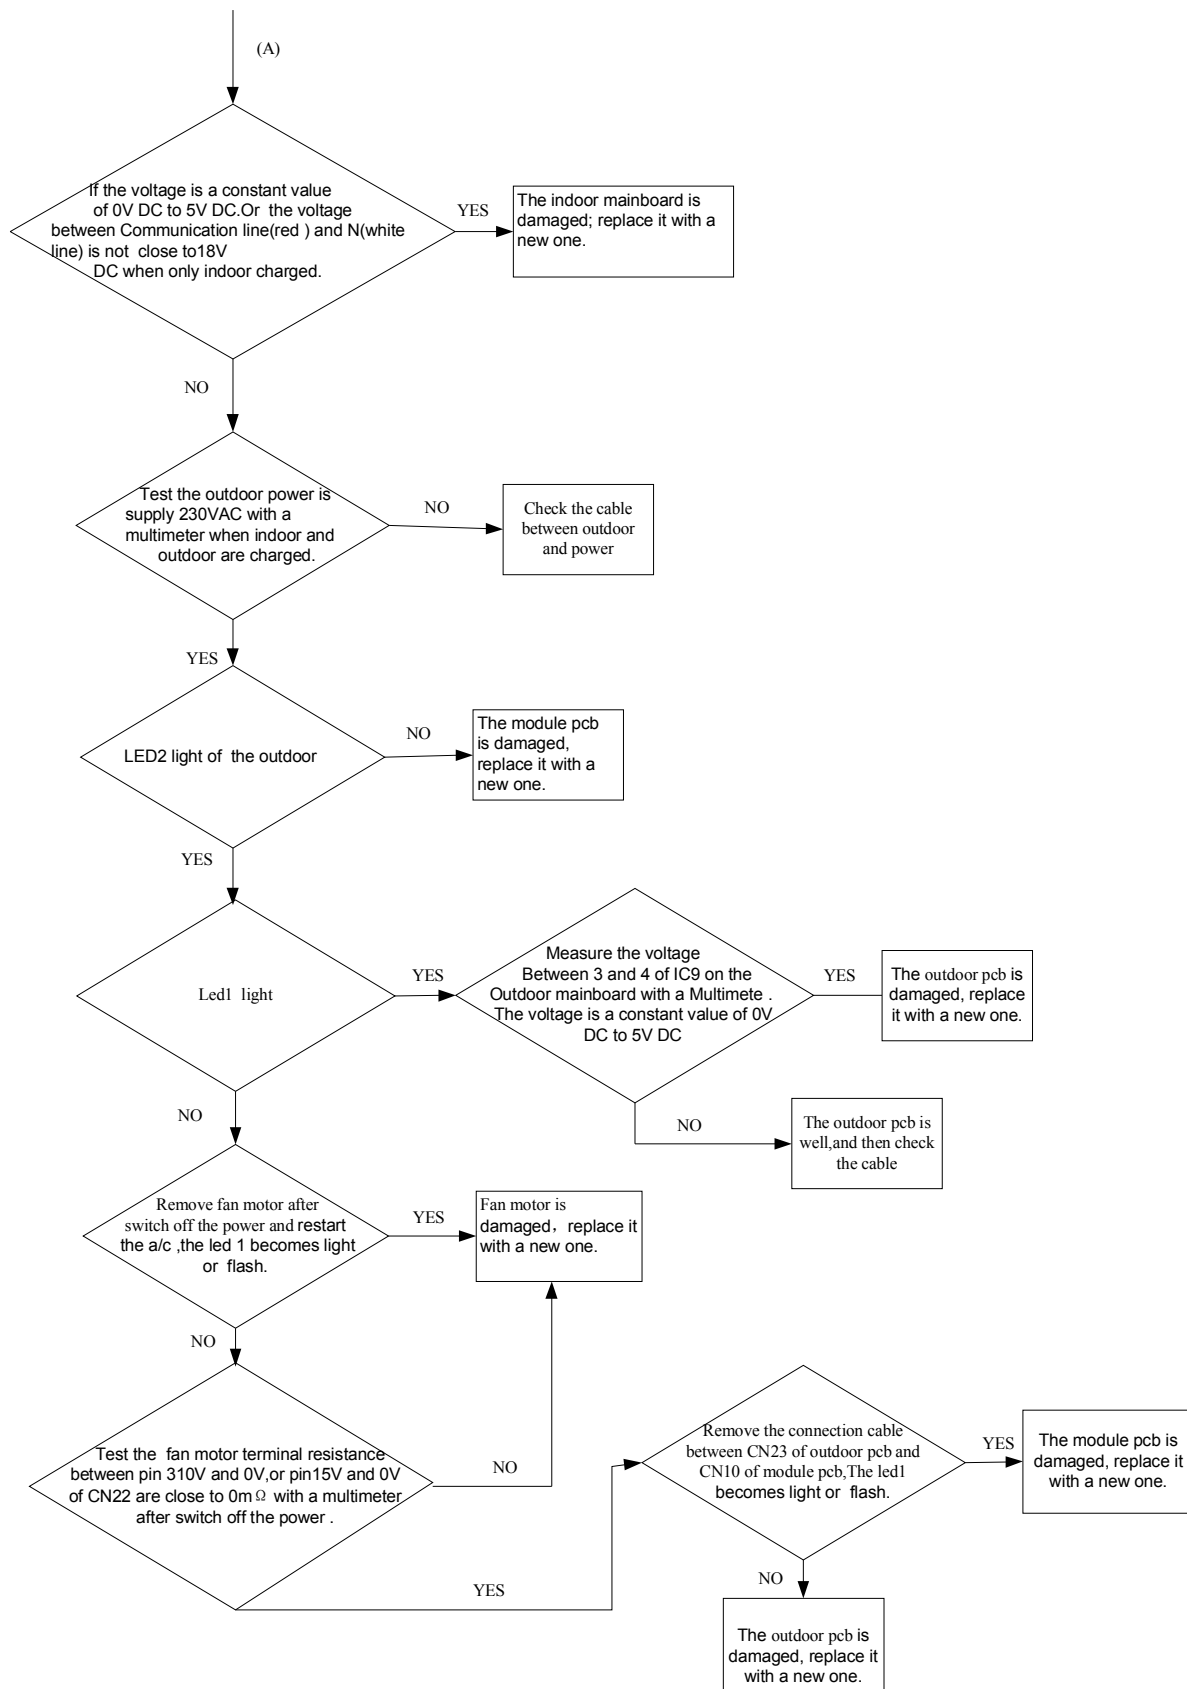 (A)
If the voltage is a constant value
of 0V DC to 5V DC.Or the voltage
between Communication line(red ) and N(white
line) is not close to18V
DC when only indoor charged.
YES
The indoor mainboard is
damaged; replace it with a
new one.
NO
Test the outdoor power is
supply 230VAC with a
multimeter when indoor and
outdoor are charged.
NO
Check the cable
between outdoor
and power
YES
LED2 light of the outdoor
NO
The module pcb
is damaged,
replace it with a
new one.
YES
Led1 light
YES
Measure the voltage
Between 3 and 4 of IC9 on the
Outdoor mainboard with a Multimete .
The voltage is a constant value of 0V
DC to 5V DC
YES
The outdoor pcb is
damaged, replace
it with a new one.
NO
The outdoor pcb is
well,and then check
the cable
NO
Remove fan motor after
switch off the power and restart
the a/c ,the led 1 becomes light
or flash.
YES
Fan motor is
damaged，replace it
with a new one.
NO
Test the fan motor terminal resistance
between pin 310V and 0V,or pin15V and 0V
of CN22 are close to 0mΩ with a multimeter
after switch off the power .
NO
YES
Remove the connection cable
between CN23 of outdoor pcb and
CN10 of module pcb,The led1
becomes light or flash.
YES
The module pcb is
damaged, replace it
with a new one.
NO
The outdoor pcb is
damaged, replace it
with a new one.